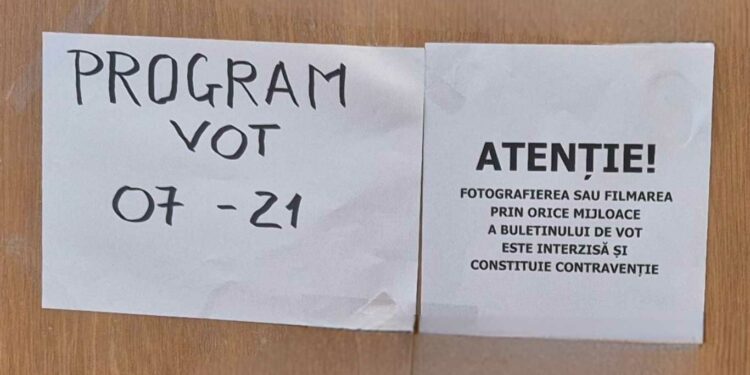 PROGRAM
VOT
07 - 21
ATENȚIE!
FOTOGRAFIEREA SAU FILMAREA
PRIN ORICE MIJLOACE
A BULETINULUI DE VOT
ESTE INTERZISĂ ȘI
CONSTITUIE CONTRAVENȚIE